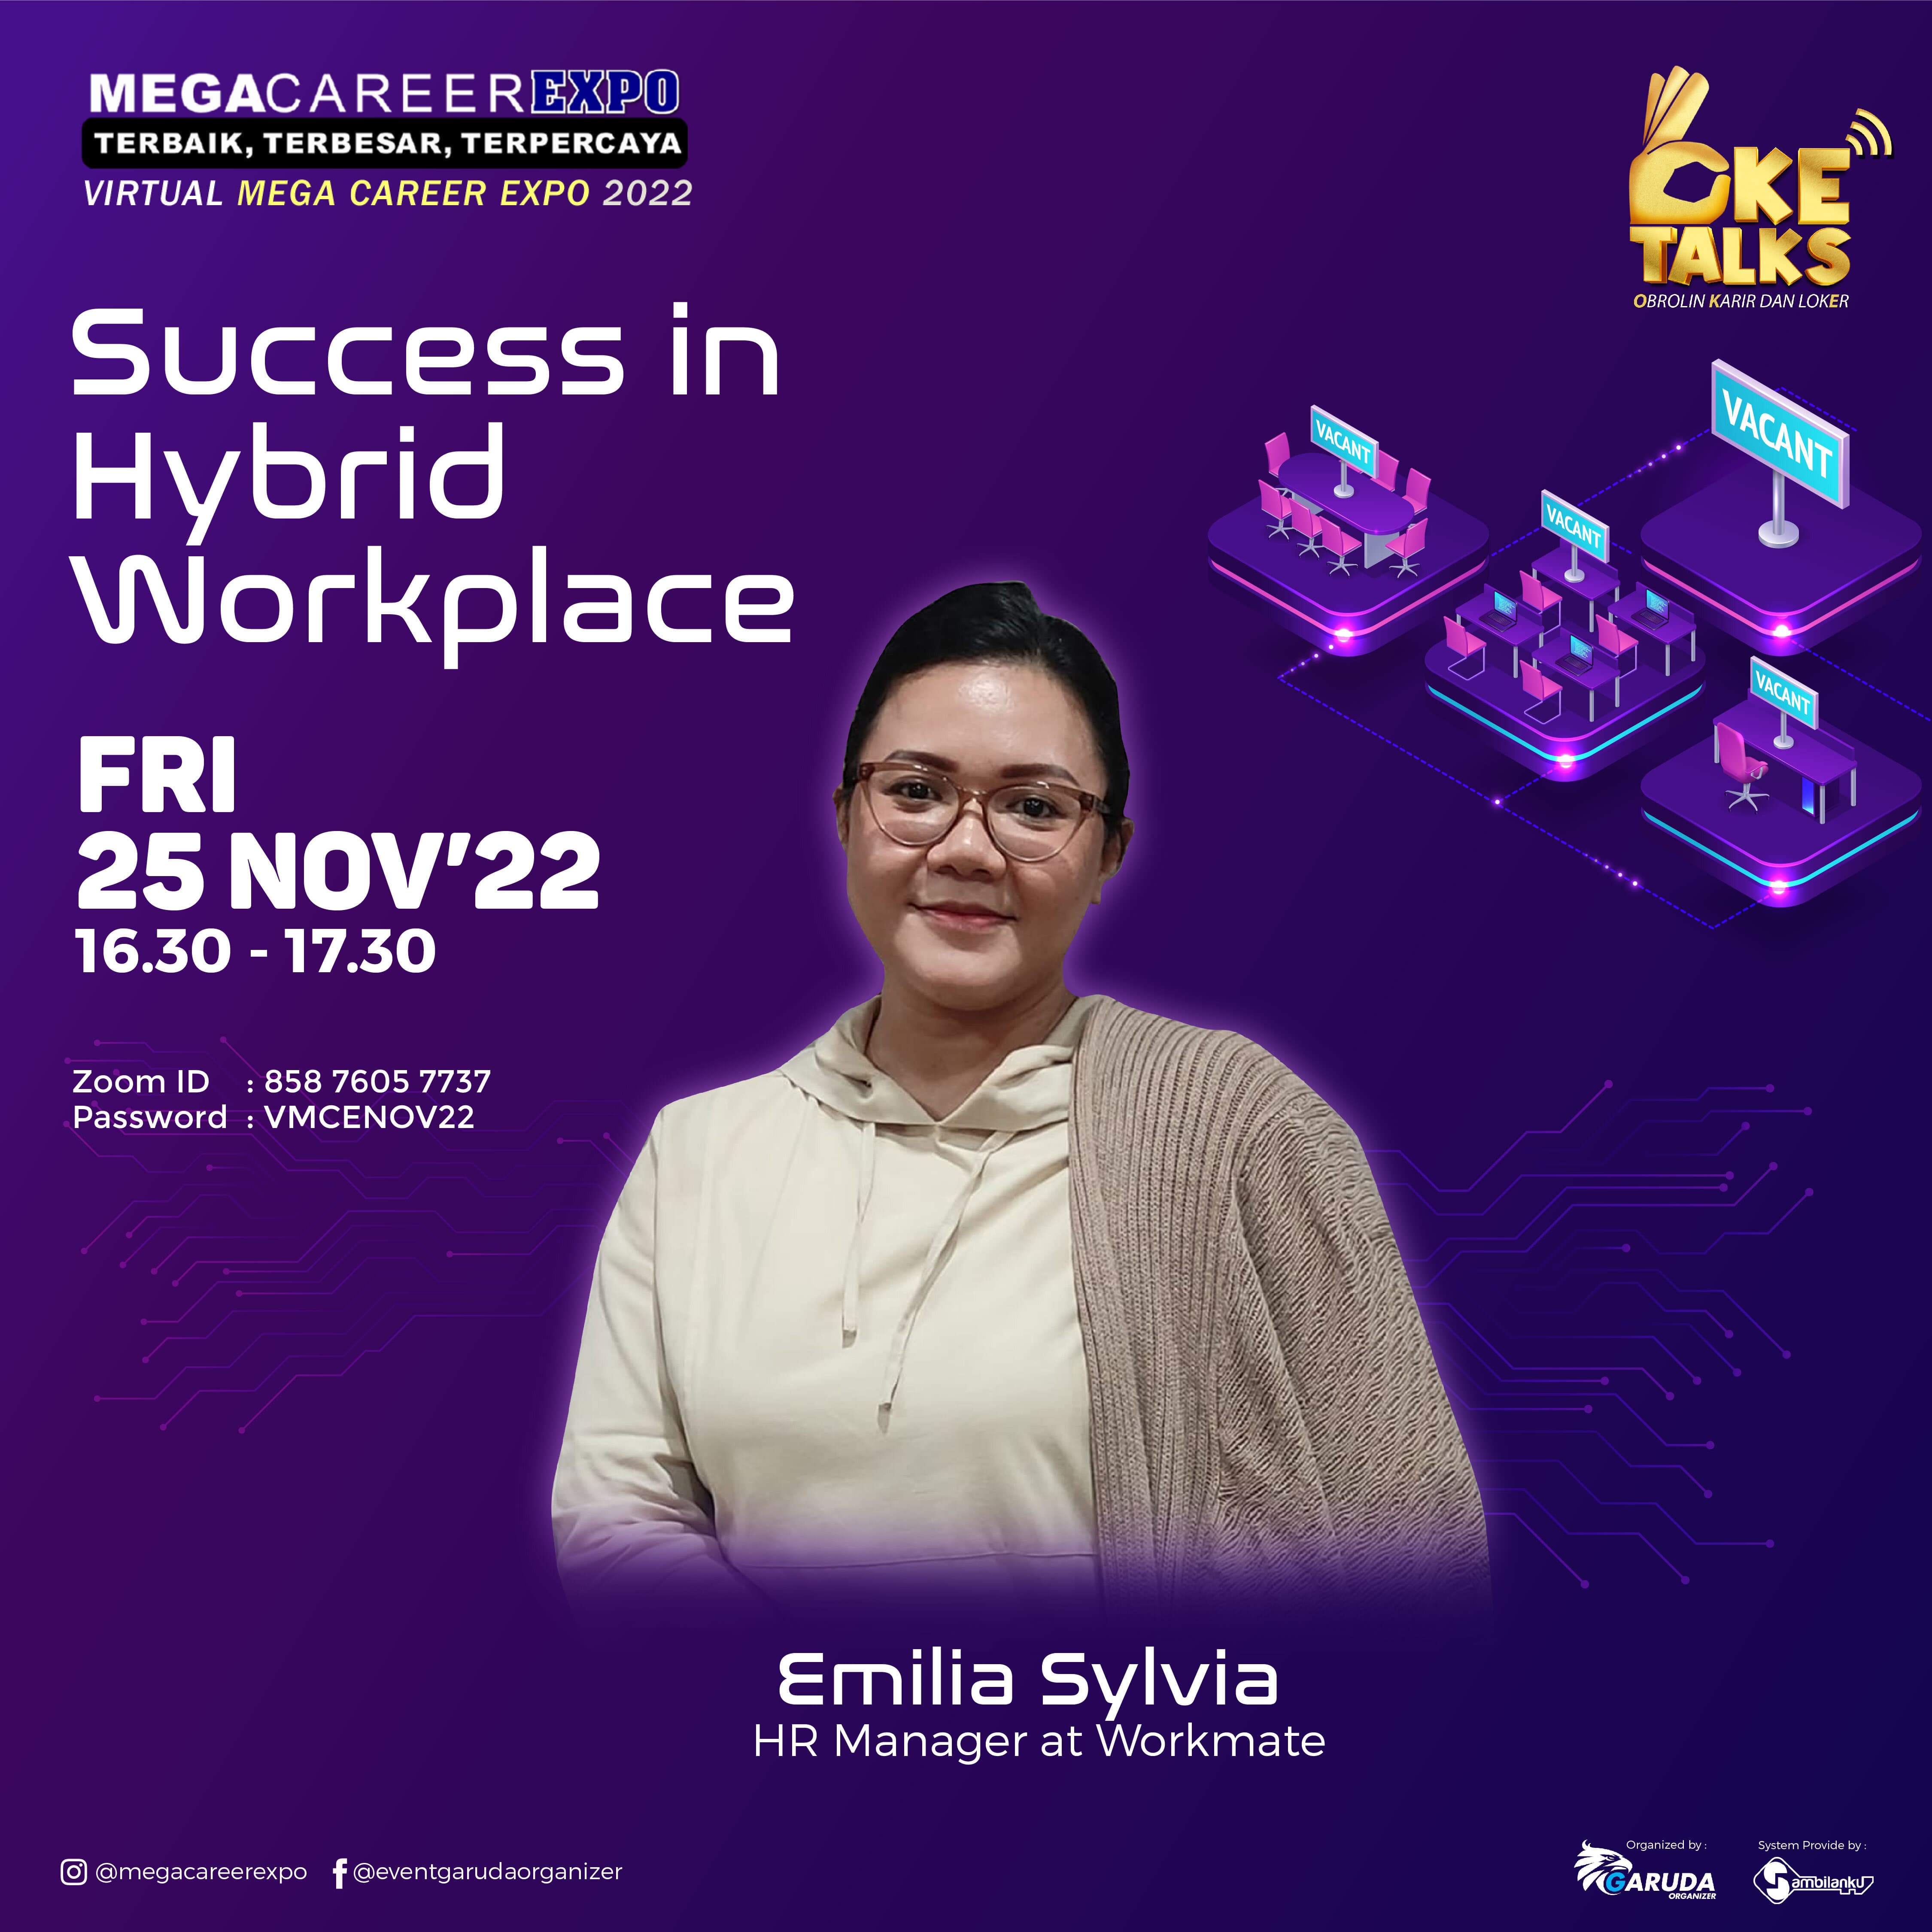 MEGACAREEREXPO
TERBAIK, TERBESAR, TERPERCAYA
VIRTUAL MEGA CAREER EXPO 2022
OKE
TALKS
OBROLIN KARIR DAN LOKER
Success in
Hybrid
Workplace
VACANT
VACANT
VACANT
VACANT
FRI
25 NOV'22
16.30 - 17.30
Zoom ID : 858 7605 7737
Password : VMCENOV22
Emilia Sylvia
HR Manager at Workmate
@megacareerexpo @eventgarudaorganizer
Organized by :
GARUDA
ORGANIZER
System Provide by :
Sambilanku